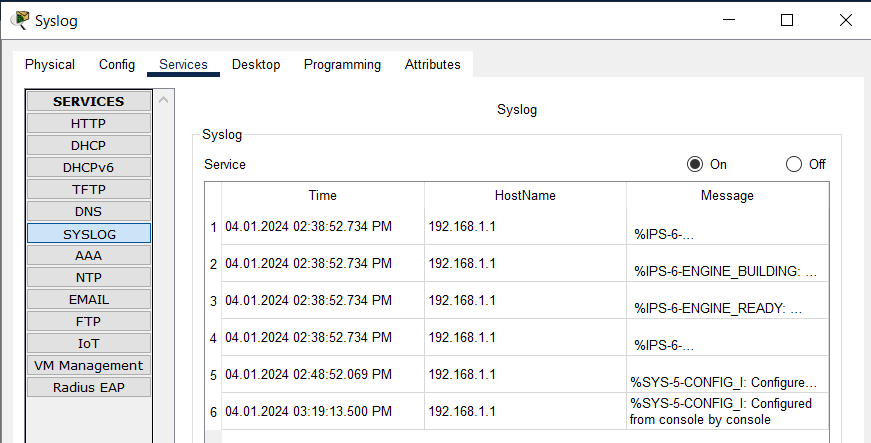 Syslog
Physical Config Services Desktop Programming Attributes
SERVICES
HTTP
DHCP
DHCPv6
TFTP
DNS
SYSLOG
AAA
NTP
EMAIL
FTP
IoT
VM Management
Radius EAP
Syslog
Syslog
Service On Off
Time HostName Message
1 04.01.2024 02:38:52.734 PM 192.168.1.1 %IPS-6-...
2 04.01.2024 02:38:52.734 PM 192.168.1.1 %IPS-6-ENGINE_BUILDING: ...
3 04.01.2024 02:38:52.734 PM 192.168.1.1 %IPS-6-ENGINE_READY: ...
4 04.01.2024 02:38:52.734 PM 192.168.1.1 %IPS-6-...
5 04.01.2024 02:48:52.069 PM 192.168.1.1 %SYS-5-CONFIG_I: Configure...
6 04.01.2024 03:19:13.500 PM 192.168.1.1 %SYS-5-CONFIG_I: Configured
from console by console